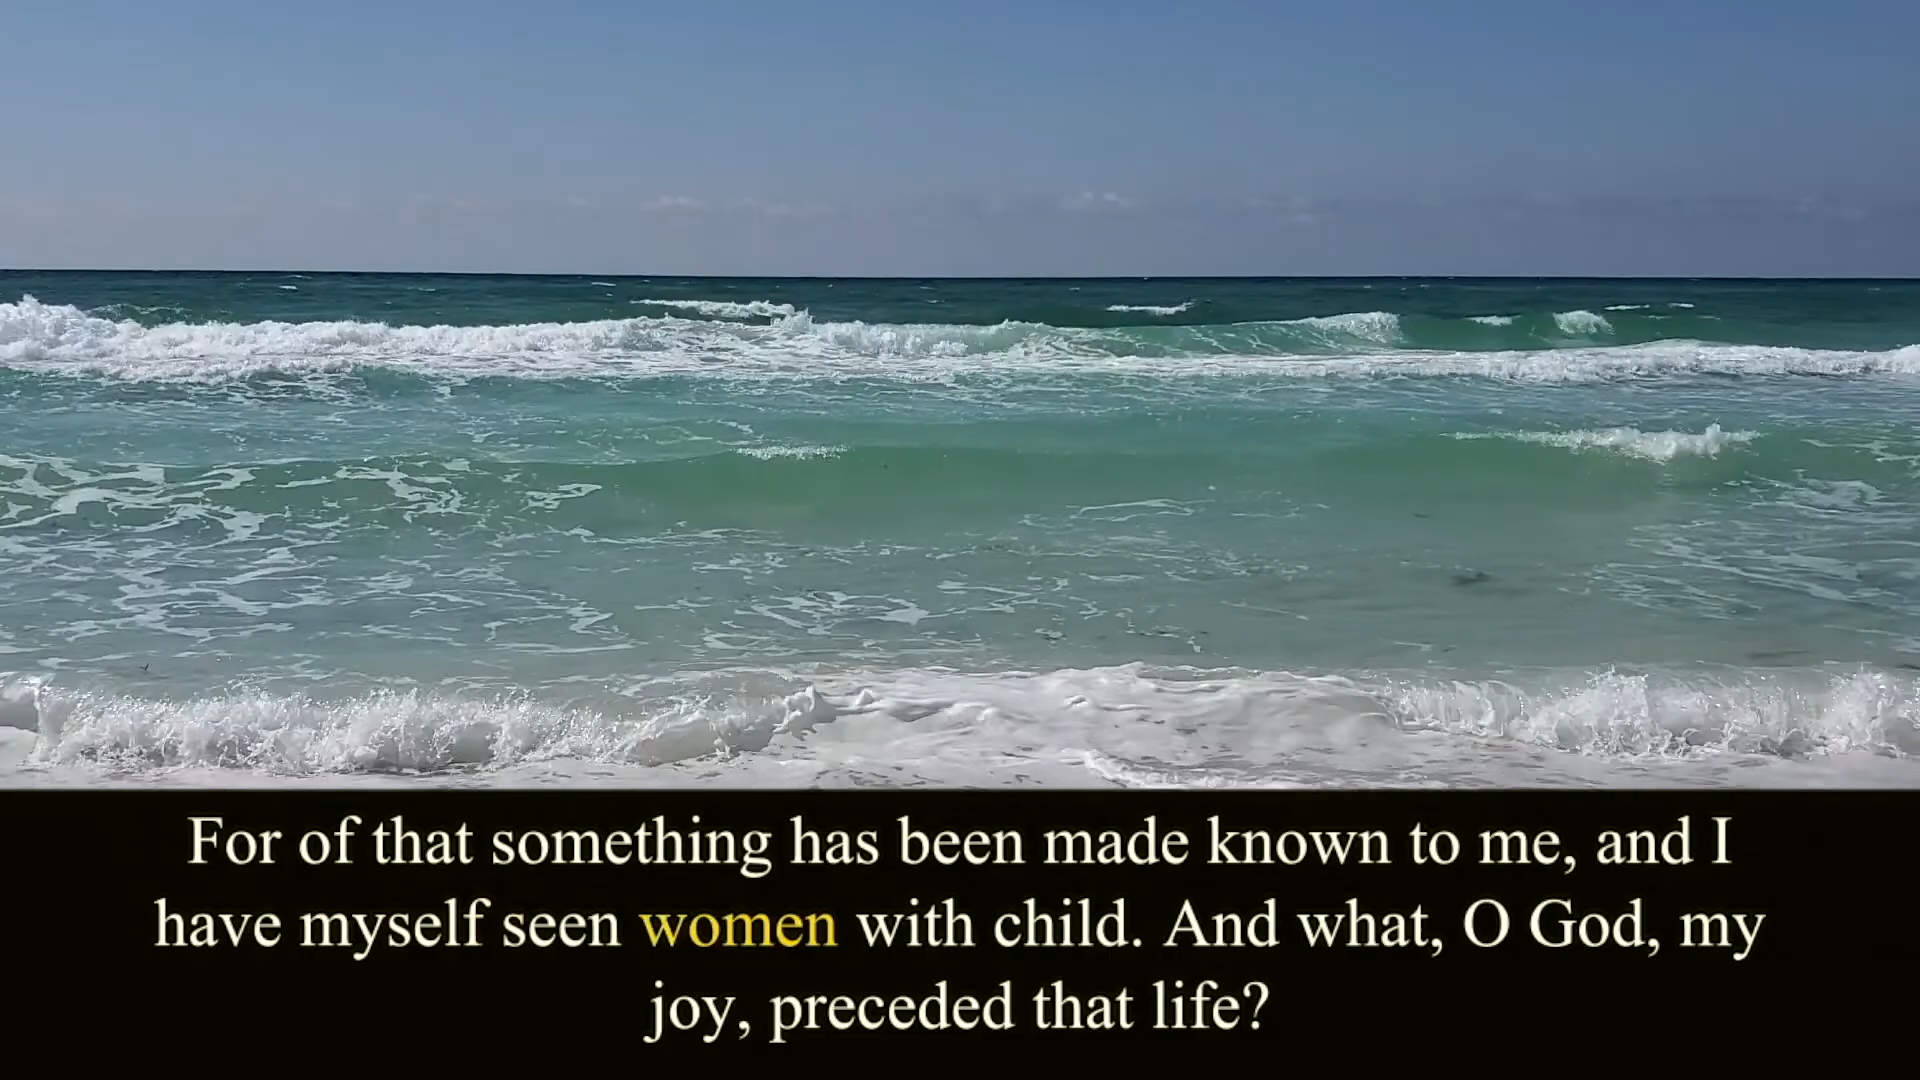 For of that something has been made known to me, and I
have myself seen women with child. And what, O God, my
joy, preceded that life?